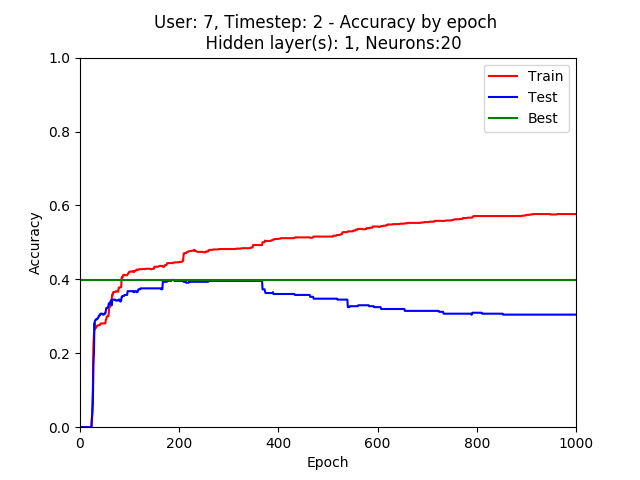 User: 7, Timestep: 2 - Accuracy by epoch
Hidden layer(s): 1, Neurons:20
1.0
0.8
0.6
0.4
0.2
0.0
Accuracy
Train
Test
Best
0
200
400
600
800
1000
Epoch